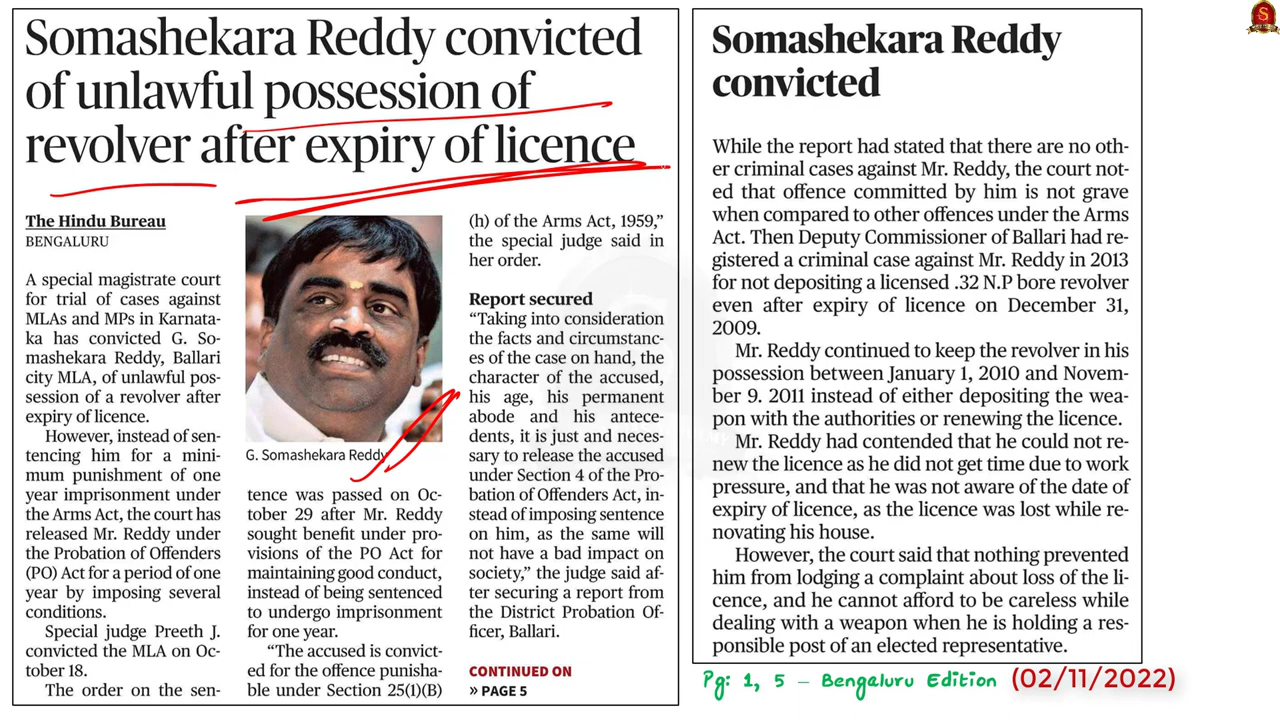 Somashekara Reddy convicted
of unlawful possession of
revolver after expiry of licence
The Hindu Bureau
BENGALURU
A special magistrate court
for trial of cases against
MLAs and MPs in Karnata-
ka has convicted G. So-
mashekara Reddy, Ballari
city MLA, of unlawful pos-
session of a revolver after
expiry of licence.
However, instead of sen-
tencing him for a mini-
mum punishment of one
year imprisonment under
the Arms Act, the court has
released Mr. Reddy under
the Probation of Offenders
(PO) Act for a period of one
year by imposing several
conditions.
Special judge Preeth J.
convicted the MLA on Oc-
tober 18.
The order on the sen-
G. Somashekara Reddy
tence was passed on Oc-
tober 29 after Mr. Reddy
sought benefit under pro-
visions of the PO Act for
maintaining good conduct,
instead of being sentenced
to undergo imprisonment
for one year.
“The accused is convict-
ed for the offence punisha-
ble under Section 25(1)(B)
(h) of the Arms Act, 1959,”
the special judge said in
her order.
Report secured
“Taking into consideration
the facts and circumstanc-
es of the case on hand, the
character of the accused,
his age, his permanent
abode and his antece-
dents, it is just and neces-
sary to release the accused
under Section 4 of the Pro-
bation of Offenders Act, in-
stead of imposing sentence
on him, as the same will
not have a bad impact on
society,” the judge said af-
ter securing a report from
the District Probation Of-
ficer, Ballari.
CONTINUED ON
» PAGE 5
Somashekara Reddy
convicted
While the report had stated that there are no oth-
er criminal cases against Mr. Reddy, the court not-
ed that offence committed by him is not grave
when compared to other offences under the Arms
Act. Then Deputy Commissioner of Ballari had re-
gistered a criminal case against Mr. Reddy in 2013
for not depositing a licensed .32 N.P bore revolver
even after expiry of licence on December 31,
2009.
Mr. Reddy continued to keep the revolver in his
possession between January 1, 2010 and Novem-
ber 9. 2011 instead of either depositing the wea-
pon with the authorities or renewing the licence.
Mr. Reddy had contended that he could not re-
new the licence as he did not get time due to work
pressure, and that he was not aware of the date of
expiry of licence, as the licence was lost while re-
novating his house.
However, the court said that nothing prevented
him from lodging a complaint about loss of the li-
cence, and he cannot afford to be careless while
dealing with a weapon when he is holding a res-
ponsible post of an elected representative.
Pg: 1, 5 – Bengaluru Edition (02/11/2022)